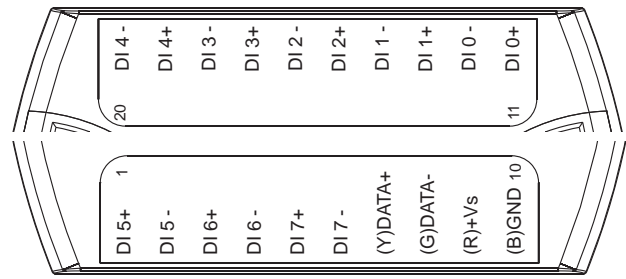 DI 4 -
DI 4+
DI 3 -
DI 3+
DI 2 -
DI 2+
DI 1 -
DI 1+
DI 0 -
DI 0+
20
11
1
10
DI 5+
DI 5 -
DI 6+
DI 6 -
DI 7+
DI 7 -
(Y)DATA+
(G)DATA-
(R)+Vs
(B)GND